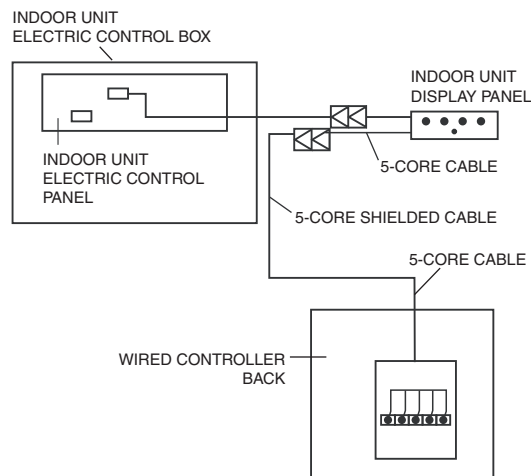 INDOOR UNIT
ELECTRIC CONTROL BOX
INDOOR UNIT
DISPLAY PANEL
INDOOR UNIT
ELECTRIC CONTROL
PANEL
5-CORE CABLE
5-CORE SHIELDED CABLE
5-CORE CABLE
WIRED CONTROLLER
BACK